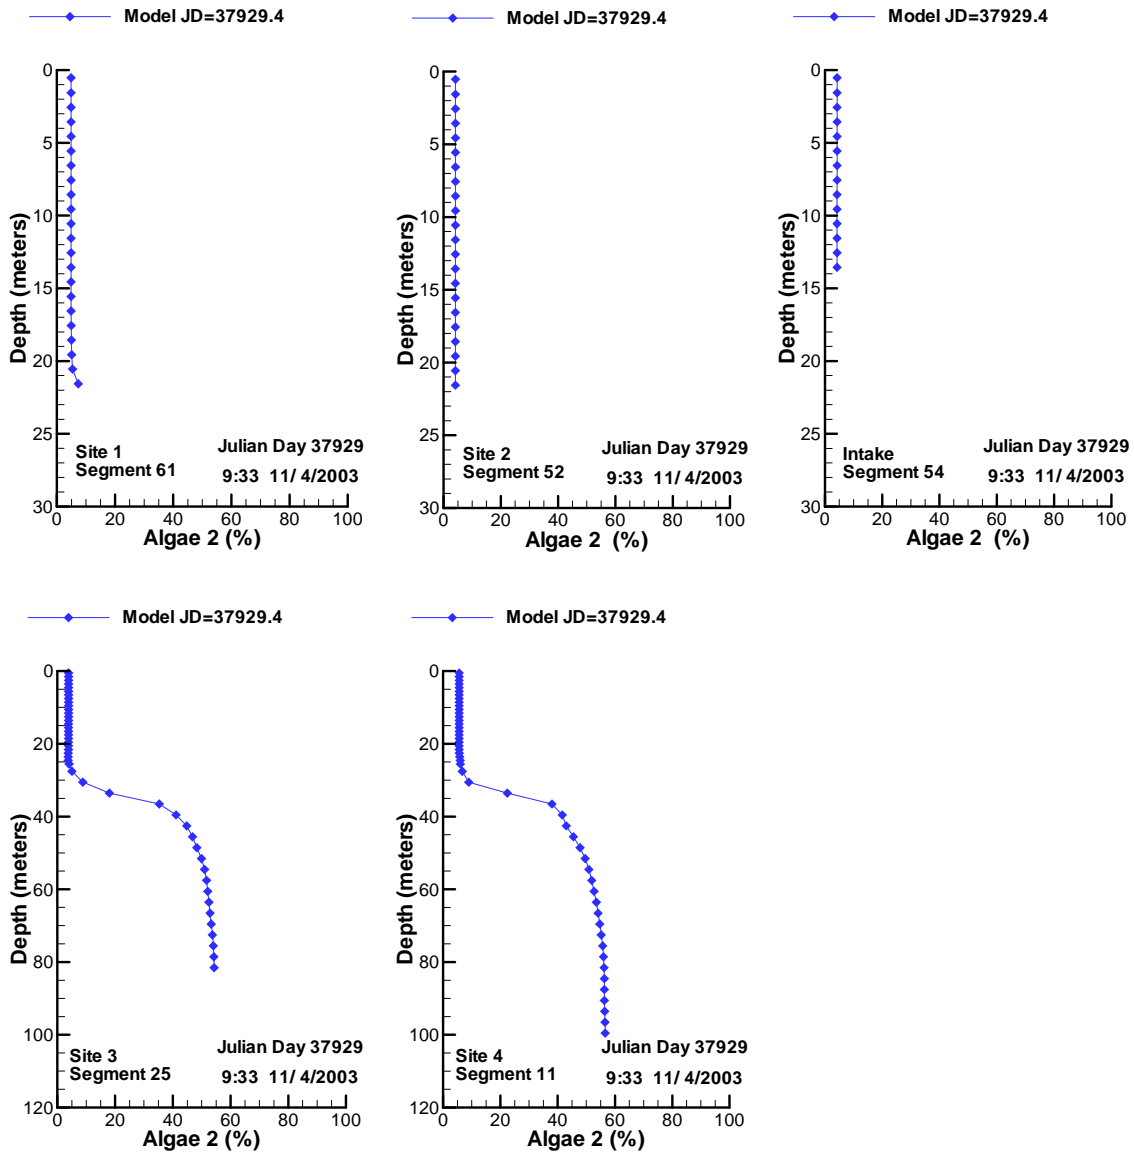 Model JD=37929.4
0
5
10
15
20
25
30
0 20 40 60 80 100
Depth (meters)
Algae 2 (%)
Site 1
Segment 61
Julian Day 37929
9:33 11/ 4/2003
Model JD=37929.4
0
5
10
15
20
25
30
0 20 40 60 80 100
Depth (meters)
Algae 2 (%)
Site 2
Segment 52
Julian Day 37929
9:33 11/ 4/2003
Model JD=37929.4
0
5
10
15
20
25
30
0 20 40 60 80 100
Depth (meters)
Algae 2 (%)
Intake
Segment 54
Julian Day 37929
9:33 11/ 4/2003
Model JD=37929.4
0
20
40
60
80
100
120
0 20 40 60 80 100
Depth (meters)
Algae 2 (%)
Site 3
Segment 25
Julian Day 37929
9:33 11/ 4/2003
Model JD=37929.4
0
20
40
60
80
100
120
0 20 40 60 80 100
Depth (meters)
Algae 2 (%)
Site 4
Segment 11
Julian Day 37929
9:33 11/ 4/2003